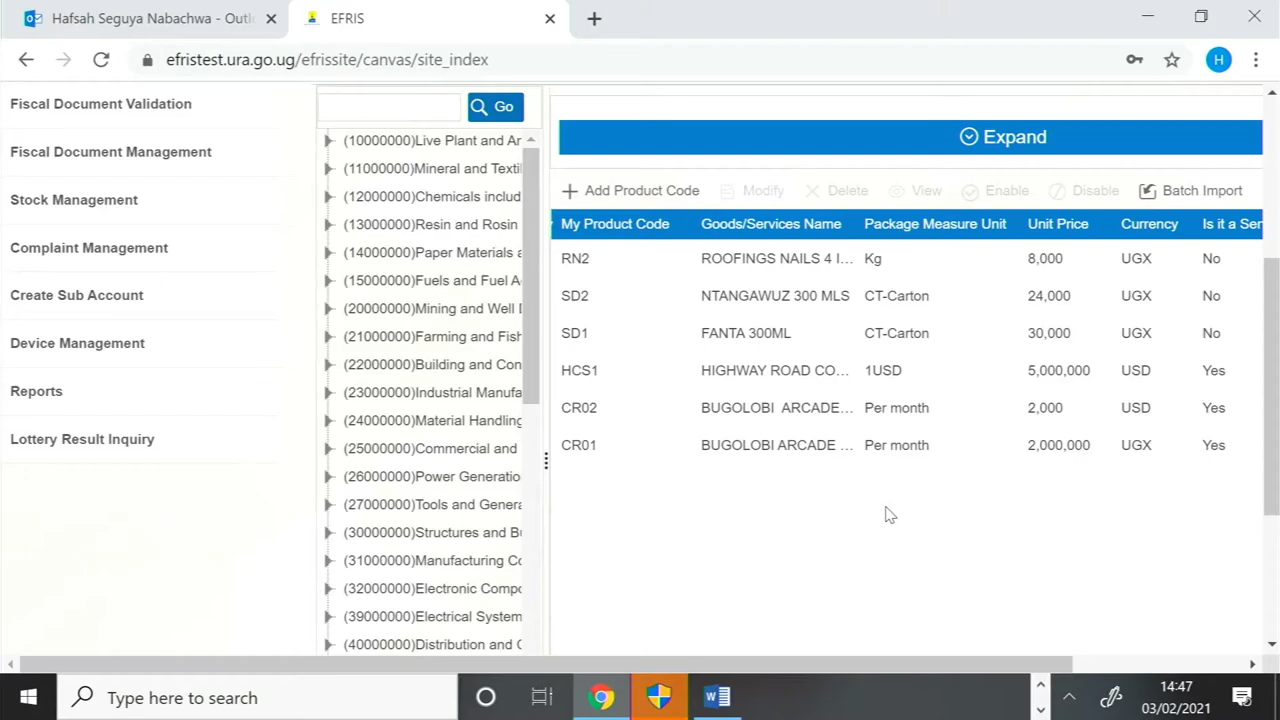 Hafsah Seguya Nabachwa - Outlo
EFRIS
efristest.ura.go.ug/efrissite/canvas/site_index
H
Fiscal Document Validation
Fiscal Document Management
Stock Management
Complaint Management
Create Sub Account
Device Management
Reports
Lottery Result Inquiry
Go
(10000000)Live Plant and An
(11000000)Mineral and Textil
(12000000)Chemicals includ
(13000000)Resin and Rosin
(14000000)Paper Materials a
(15000000)Fuels and Fuel A
(20000000)Mining and Well D
(21000000)Farming and Fish
(22000000)Building and Con
(23000000)Industrial Manufa
(24000000)Material Handling
(25000000)Commercial and
(26000000)Power Generatio
(27000000)Tools and Genera
(30000000)Structures and Bu
(31000000)Manufacturing Co
(32000000)Electronic Compo
(39000000)Electrical System
(40000000)Distribution and C
Expand
Add Product Code Modify Delete View Enable Disable Batch Import
My Product Code Goods/Services Name Package Measure Unit Unit Price Currency Is it a Ser
RN2 ROOFINGS NAILS 4 I... Kg 8,000 UGX No
SD2 NTANGAWUZ 300 MLS CT-Carton 24,000 UGX No
SD1 FANTA 300ML CT-Carton 30,000 UGX No
HCS1 HIGHWAY ROAD CO... 1USD 5,000,000 USD Yes
CR02 BUGOLOBI ARCADE... Per month 2,000 USD Yes
CR01 BUGOLOBI ARCADE ... Per month 2,000,000 UGX Yes
Type here to search
14:47
03/02/2021